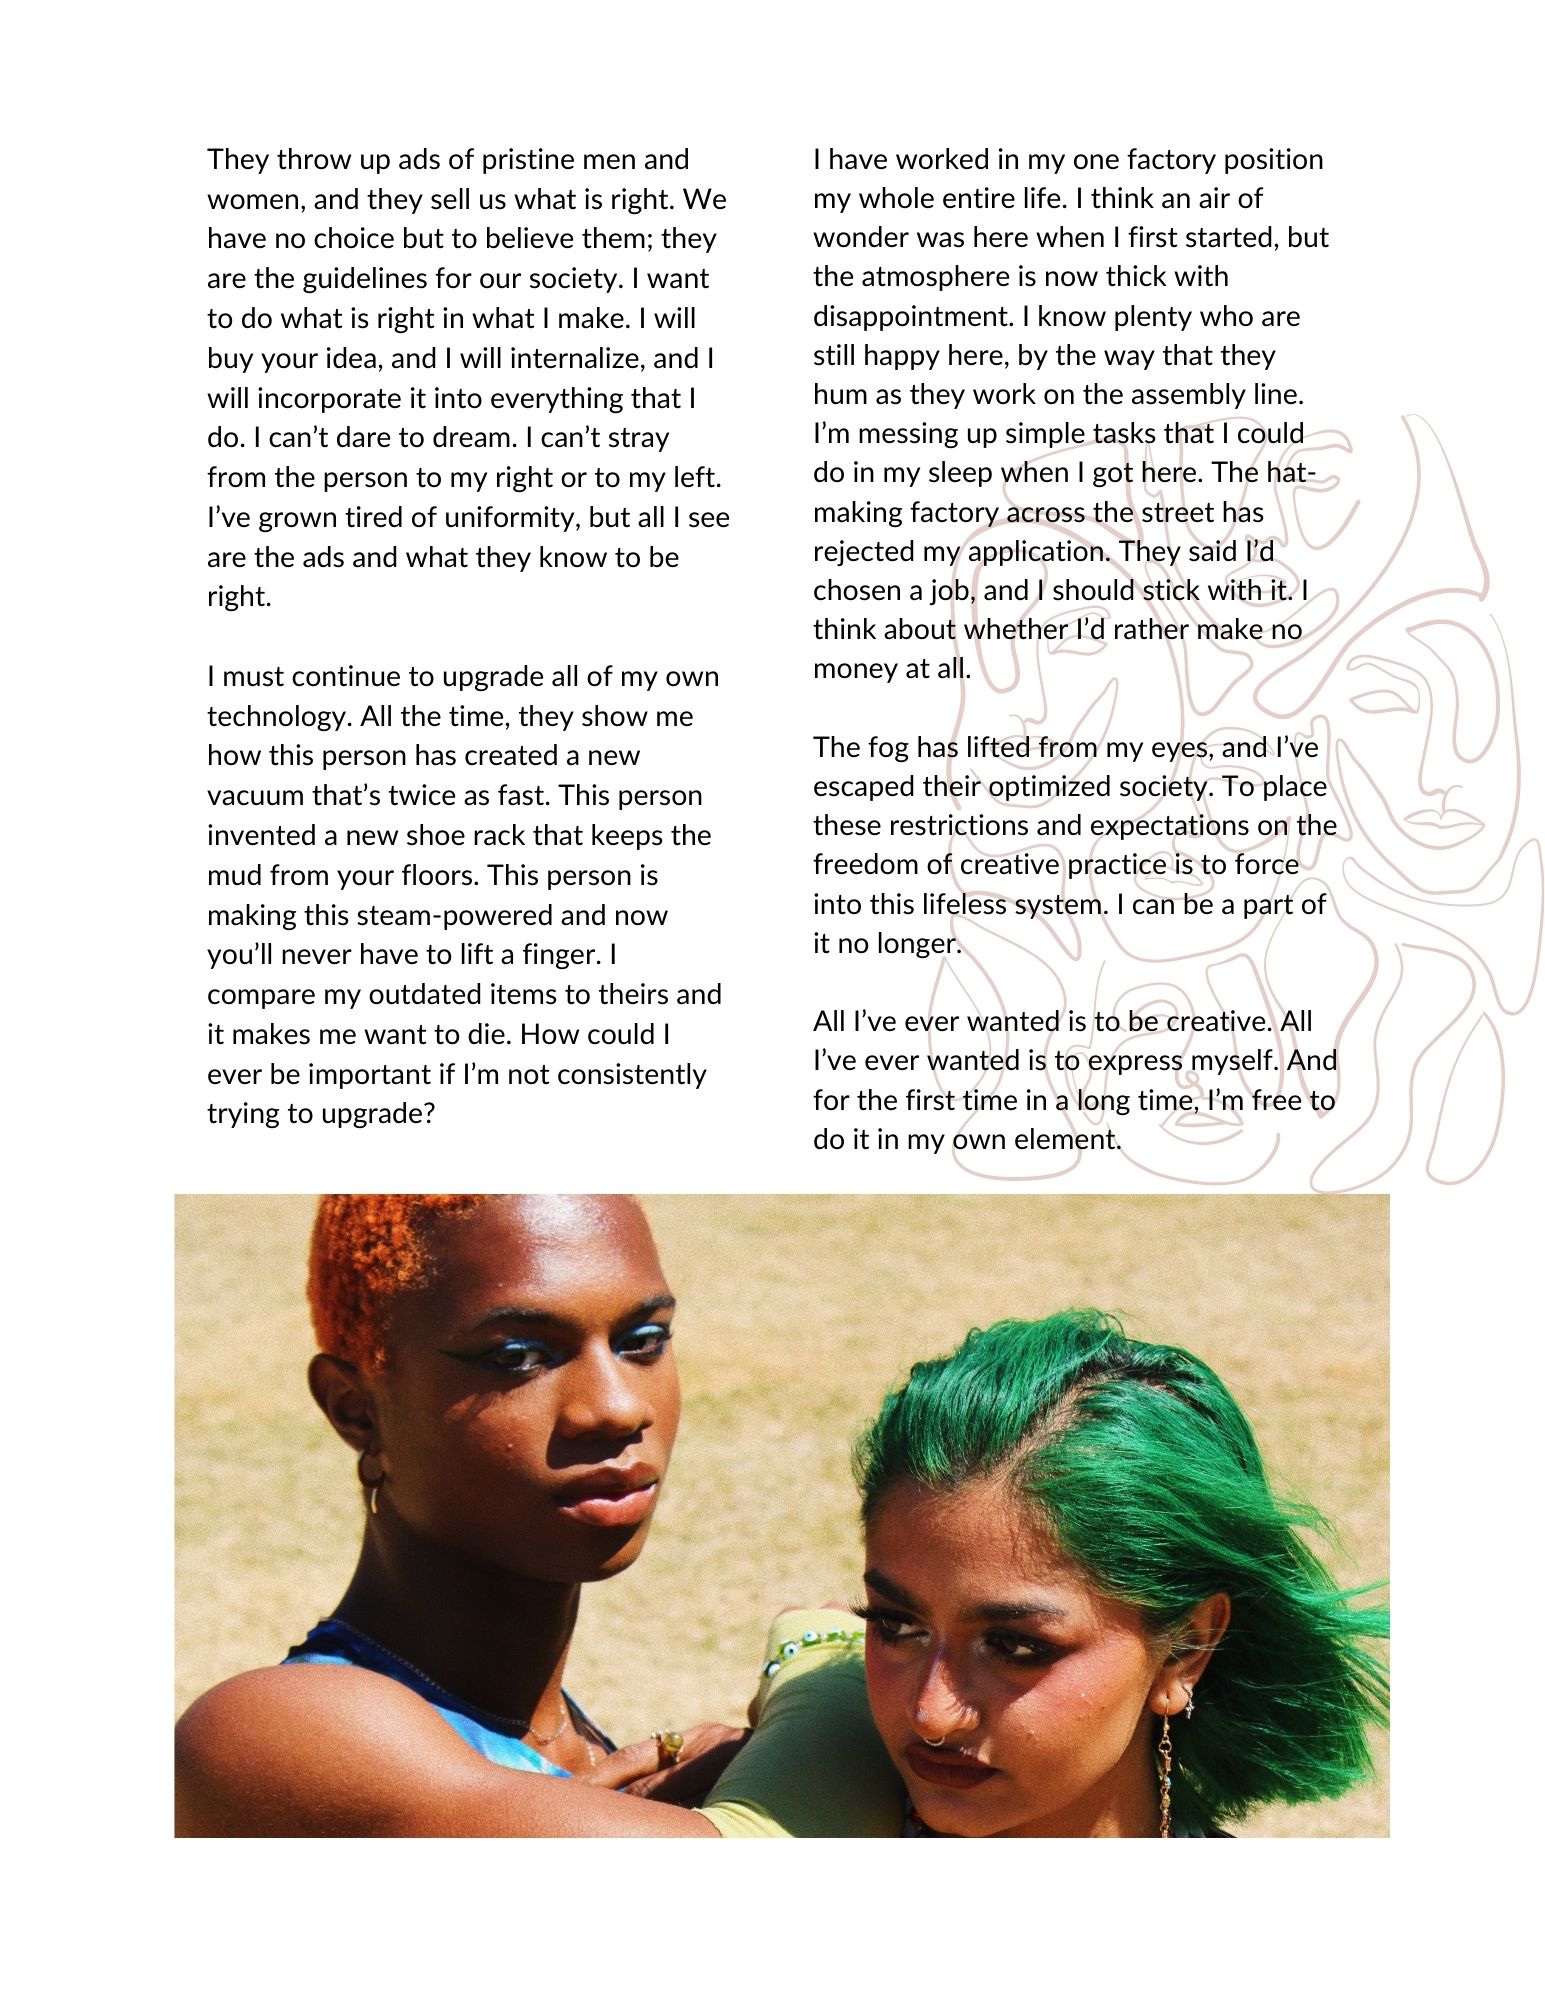 They throw up ads of pristine men and
women, and they sell us what is right. We
have no choice but to believe them; they
are the guidelines for our society. I want
to do what is right in what I make. I will
buy your idea, and I will internalize, and I
will incorporate it into everything that I
do. I can’t dare to dream. I can’t stray
from the person to my right or to my left.
I’ve grown tired of uniformity, but all I see
are the ads and what they know to be
right.
I must continue to upgrade all of my own
technology. All the time, they show me
how this person has created a new
vacuum that’s twice as fast. This person
invented a new shoe rack that keeps the
mud from your floors. This person is
making this steam-powered and now
you’ll never have to lift a finger. I
compare my outdated items to theirs and
it makes me want to die. How could I
ever be important if I’m not consistently
trying to upgrade?
I have worked in my one factory position
my whole entire life. I think an air of
wonder was here when I first started, but
the atmosphere is now thick with
disappointment. I know plenty who are
still happy here, by the way that they
hum as they work on the assembly line.
I’m messing up simple tasks that I could
do in my sleep when I got here. The hat-
making factory across the street has
rejected my application. They said I’d
chosen a job, and I should stick with it. I
think about whether I’d rather make no
money at all.
The fog has lifted from my eyes, and I’ve
escaped their optimized society. To place
these restrictions and expectations on the
freedom of creative practice is to force
into this lifeless system. I can be a part of
it no longer.
All I’ve ever wanted is to be creative. All
I’ve ever wanted is to express myself. And
for the first time in a long time, I’m free to
do it in my own element.